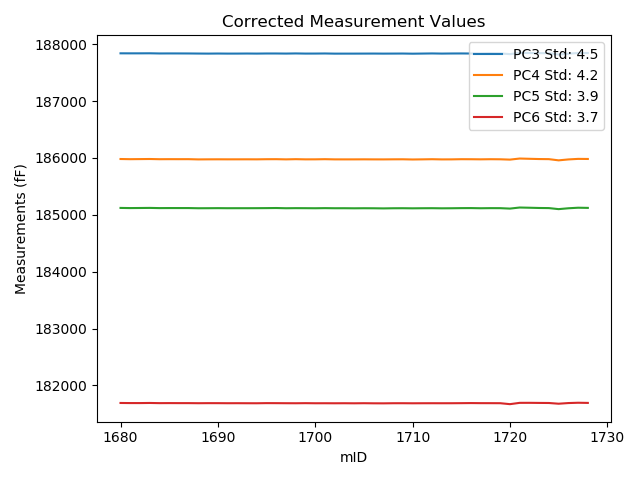 Corrected Measurement Values
188000
187000
186000
185000
184000
183000
182000
Measurements (fF)
PC3 Std: 4.5
PC4 Std: 4.2
PC5 Std: 3.9
PC6 Std: 3.7
1680 1690 1700 1710 1720 1730
mID